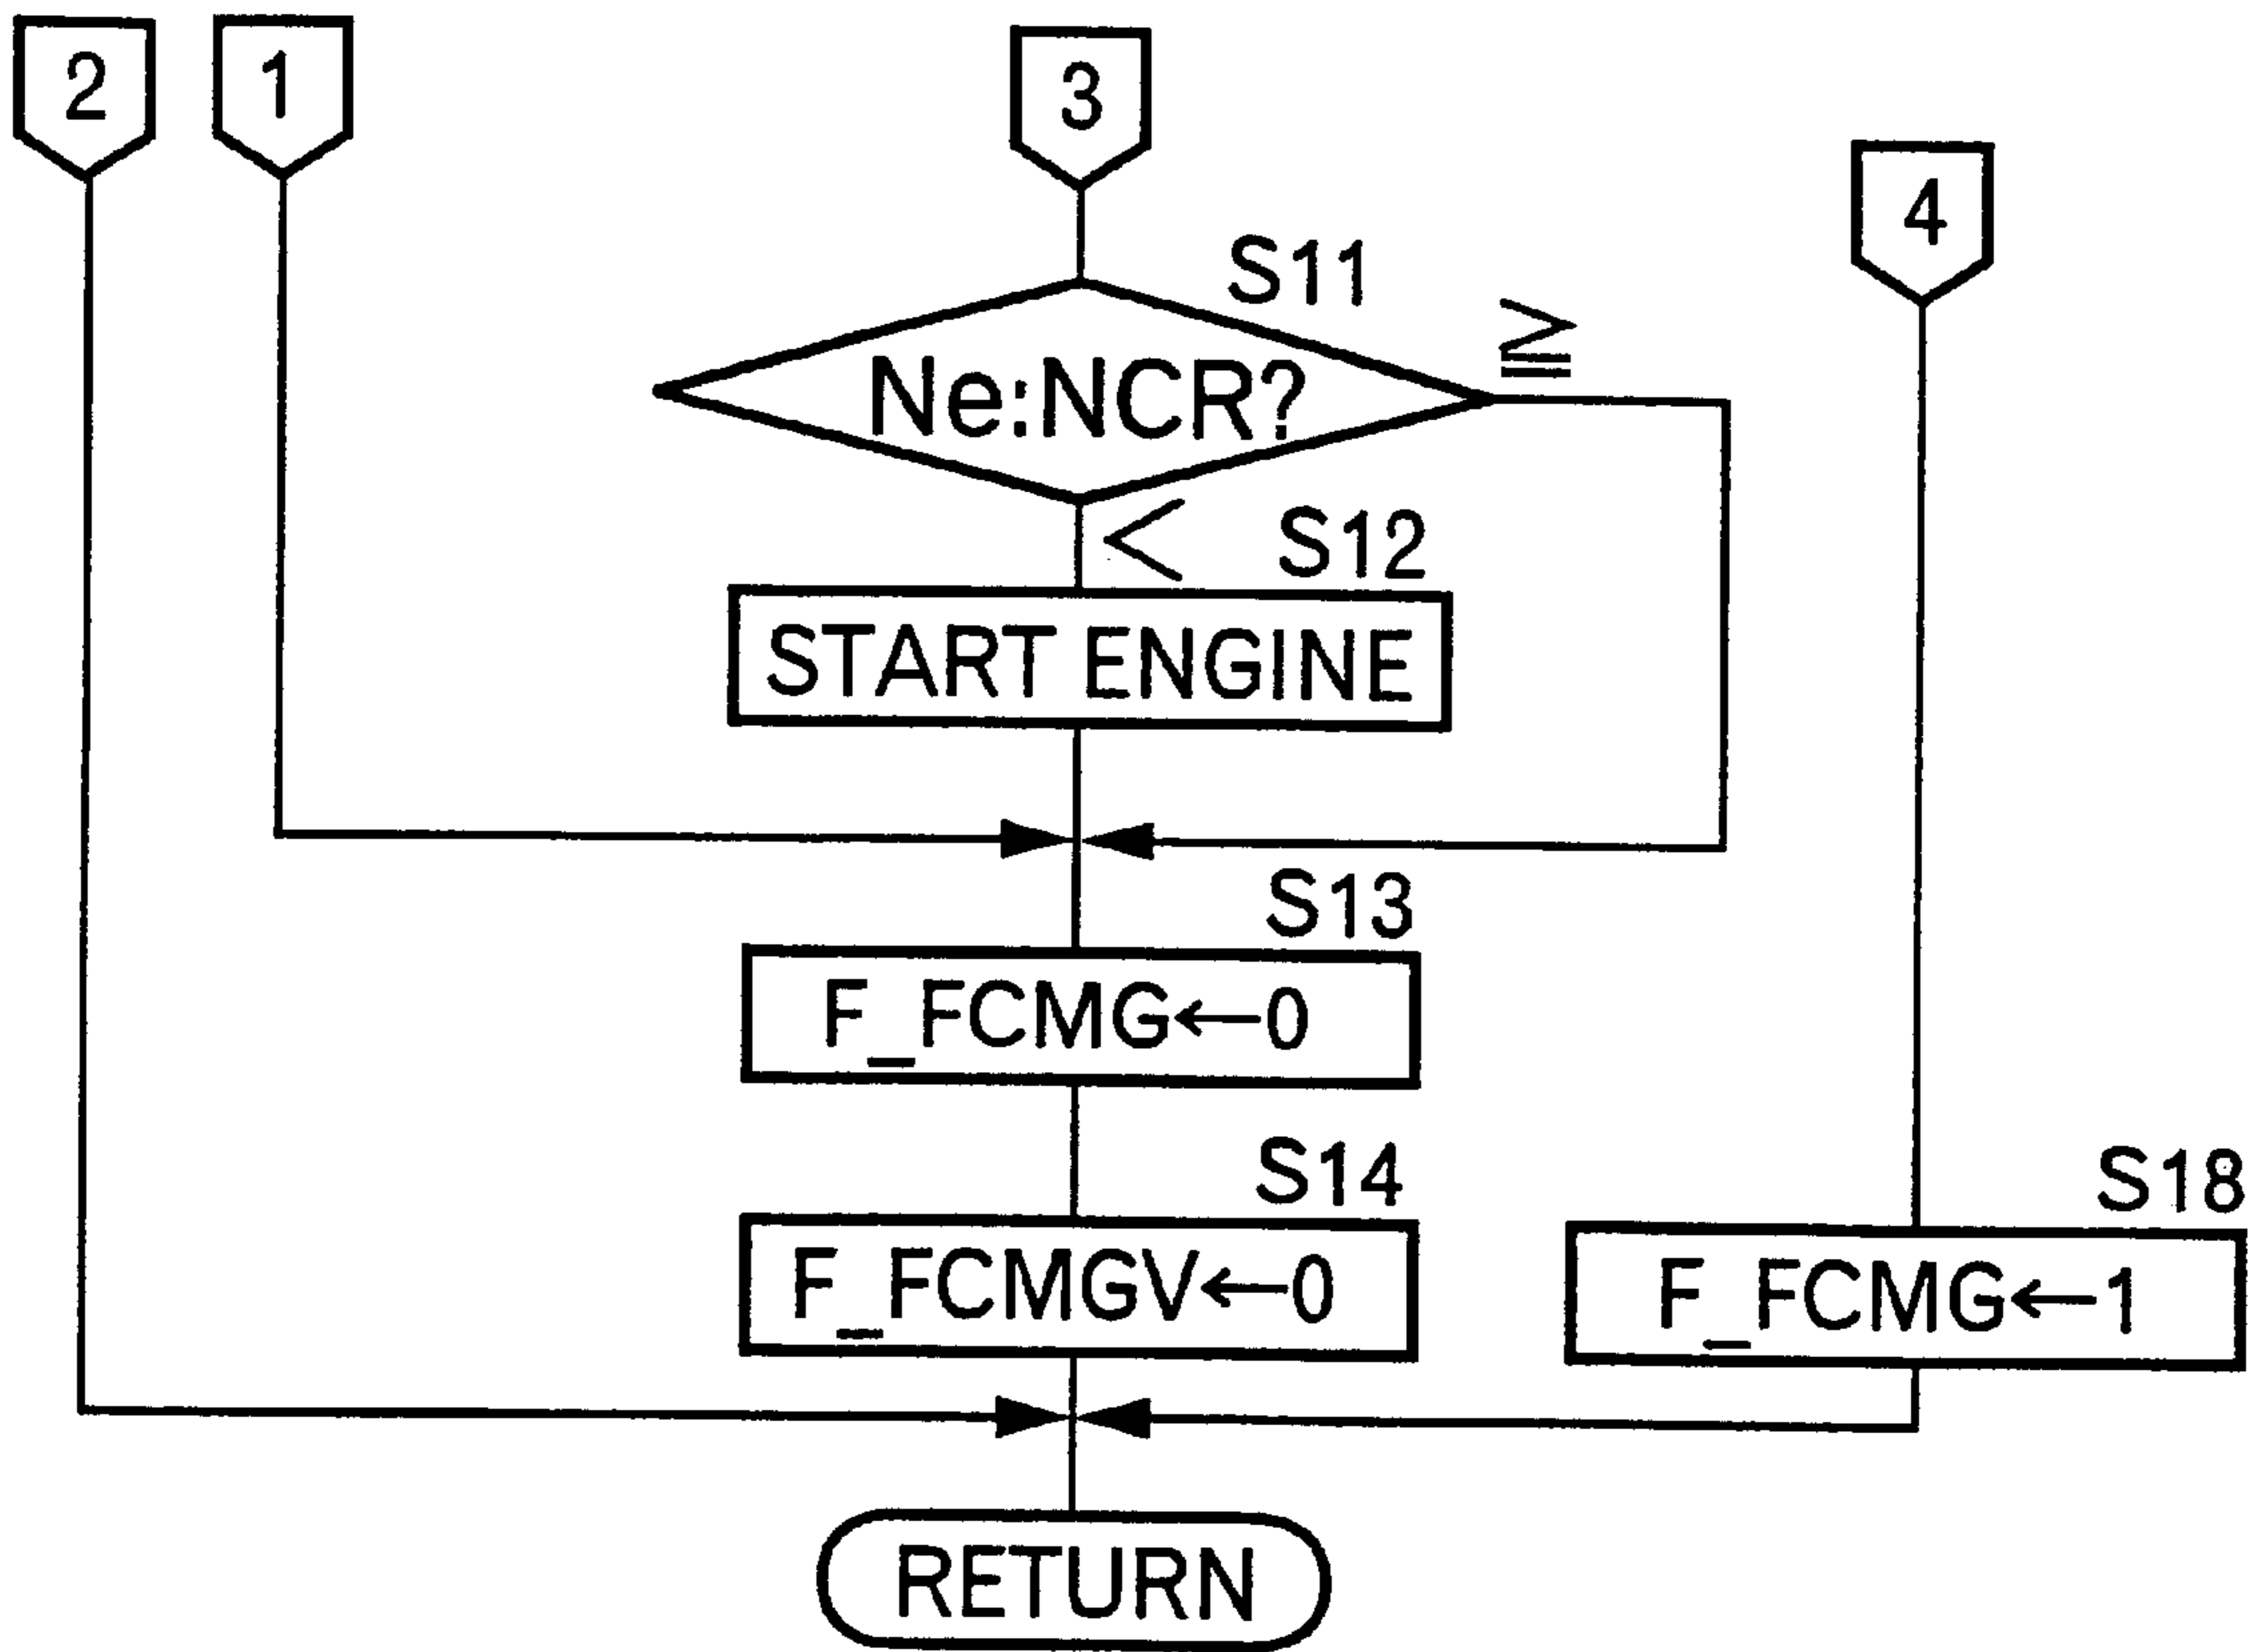 2
1
3
4
S11
Ne:NCR?
≧
<
S12
START ENGINE
S13
F_FCMG←0
S14
F_FCMGV←0
S18
F_FCMG←1
RETURN